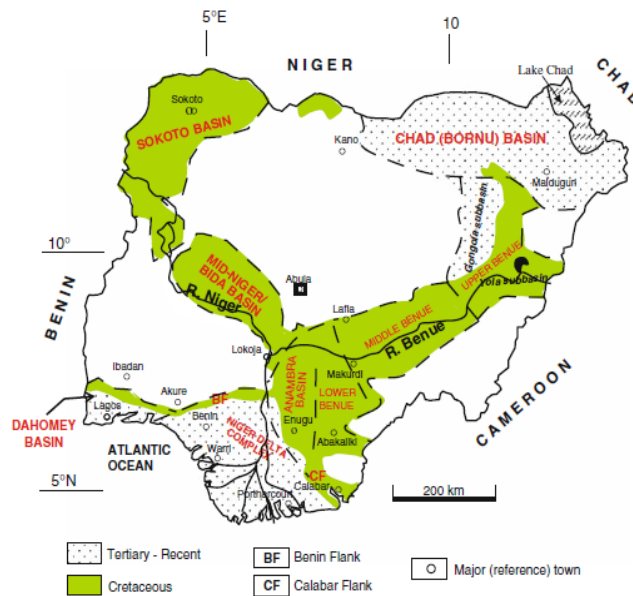 5°E
10
NIGER
CHAD
Lake Chad
Sokoto
SOKOTO BASIN
Kano
CHAD (BORNU) BASIN
Maiduguri
Gongola subbasin
10°
BENIN
MID-NIGER/
BIDA BASIN
R. Niger
Abuja
UPPER BENUE
Yola subbasin
Lafia
MIDDLE BENUE
R. Benue
Lokoja
Makurdi
CAMEROON
Ibadan
Akure
BF
ANAMBRA
BASIN
LOWER
BENUE
Lagos
Benin
Enugu
Abakaliki
DAHOMEY
BASIN
NIGER DELTA
COMPLEX
ATLANTIC
OCEAN
Warri
CF
Calabar
5°N
Portharcourt
200 km
Tertiary - Recent
BF Benin Flank
Major (reference) town
Cretaceous
CF Calabar Flank